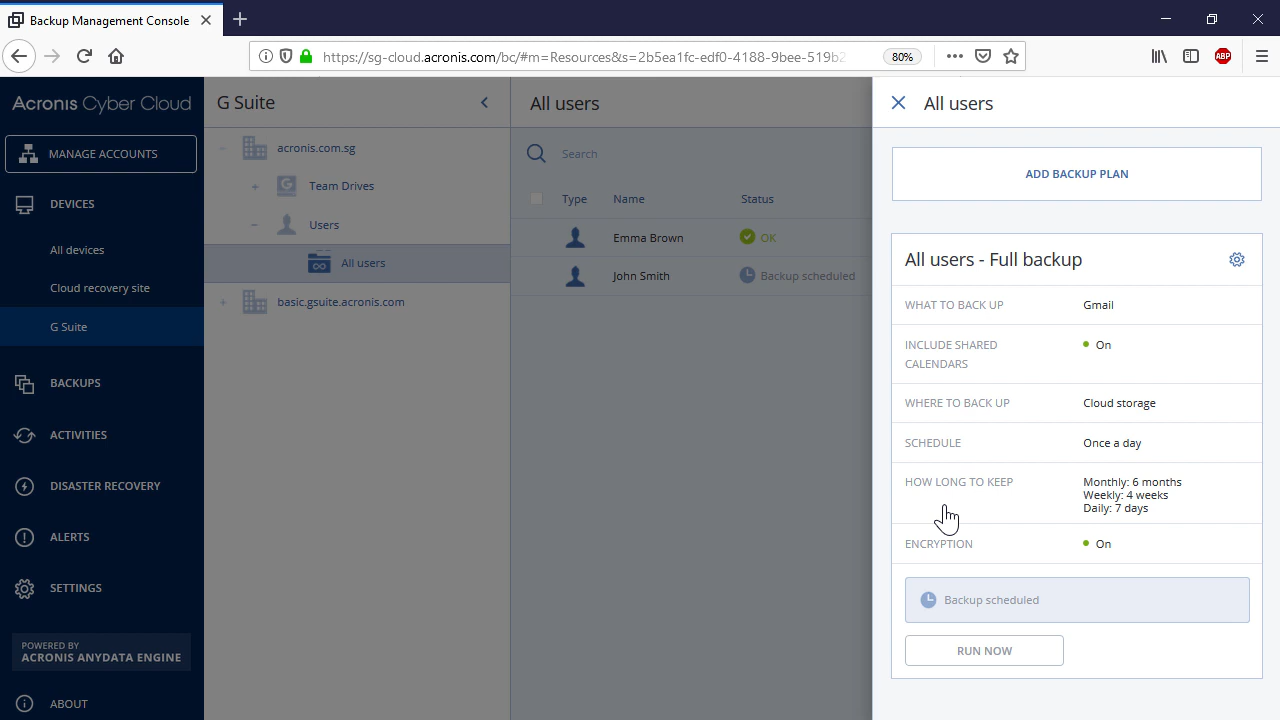 Backup Management Console
https://sg-cloud.acronis.com/bc/#m=Resources&s=2b5ea1fc-edf0-4188-9bee-519b2
80%
ABP
Acronis Cyber Cloud
MANAGE ACCOUNTS
DEVICES
All devices
Cloud recovery site
G Suite
BACKUPS
ACTIVITIES
DISASTER RECOVERY
ALERTS
SETTINGS
POWERED BY
ACRONIS ANYDATA ENGINE
ABOUT
G Suite
acronis.com.sg
G
Team Drives
Users
All users
basic.gsuite.acronis.com
All users
Search
Type Name Status
Emma Brown OK
John Smith Backup scheduled
All users
ADD BACKUP PLAN
All users - Full backup
WHAT TO BACK UP Gmail
INCLUDE SHARED
CALENDARS
On
WHERE TO BACK UP Cloud storage
SCHEDULE Once a day
HOW LONG TO KEEP
Monthly: 6 months
Weekly: 4 weeks
Daily: 7 days
ENCRYPTION On
Backup scheduled
RUN NOW